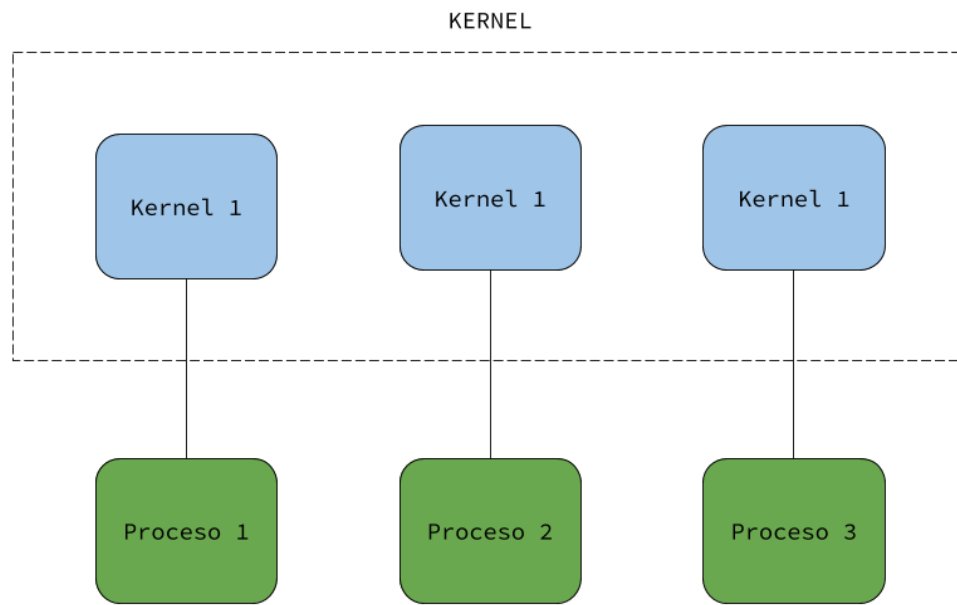 KERNEL
Kernel 1
Kernel 1
Kernel 1
Proceso 1
Proceso 2
Proceso 3